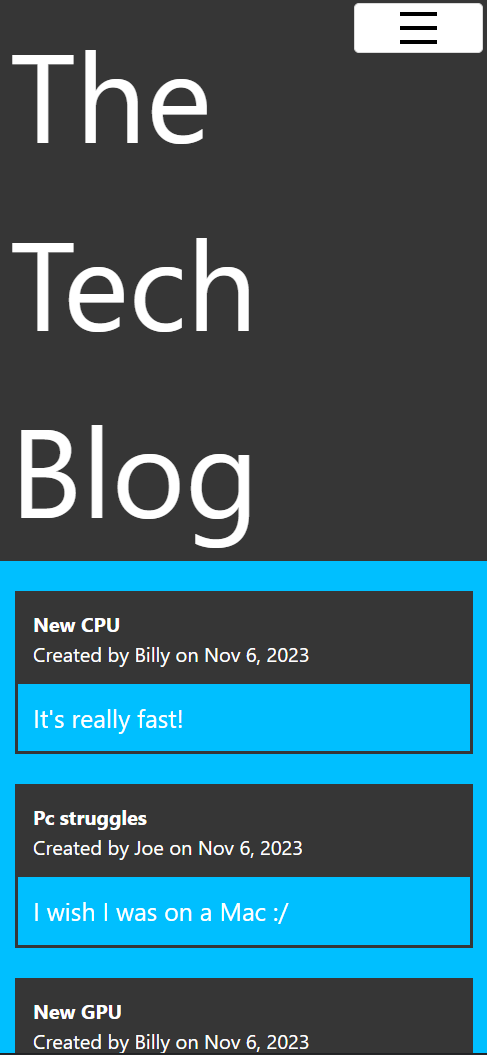 The
Tech
Blog
New CPU
Created by Billy on Nov 6, 2023
It's really fast!
Pc struggles
Created by Joe on Nov 6, 2023
I wish I was on a Mac :/
New GPU
Created by Billy on Nov 6, 2023